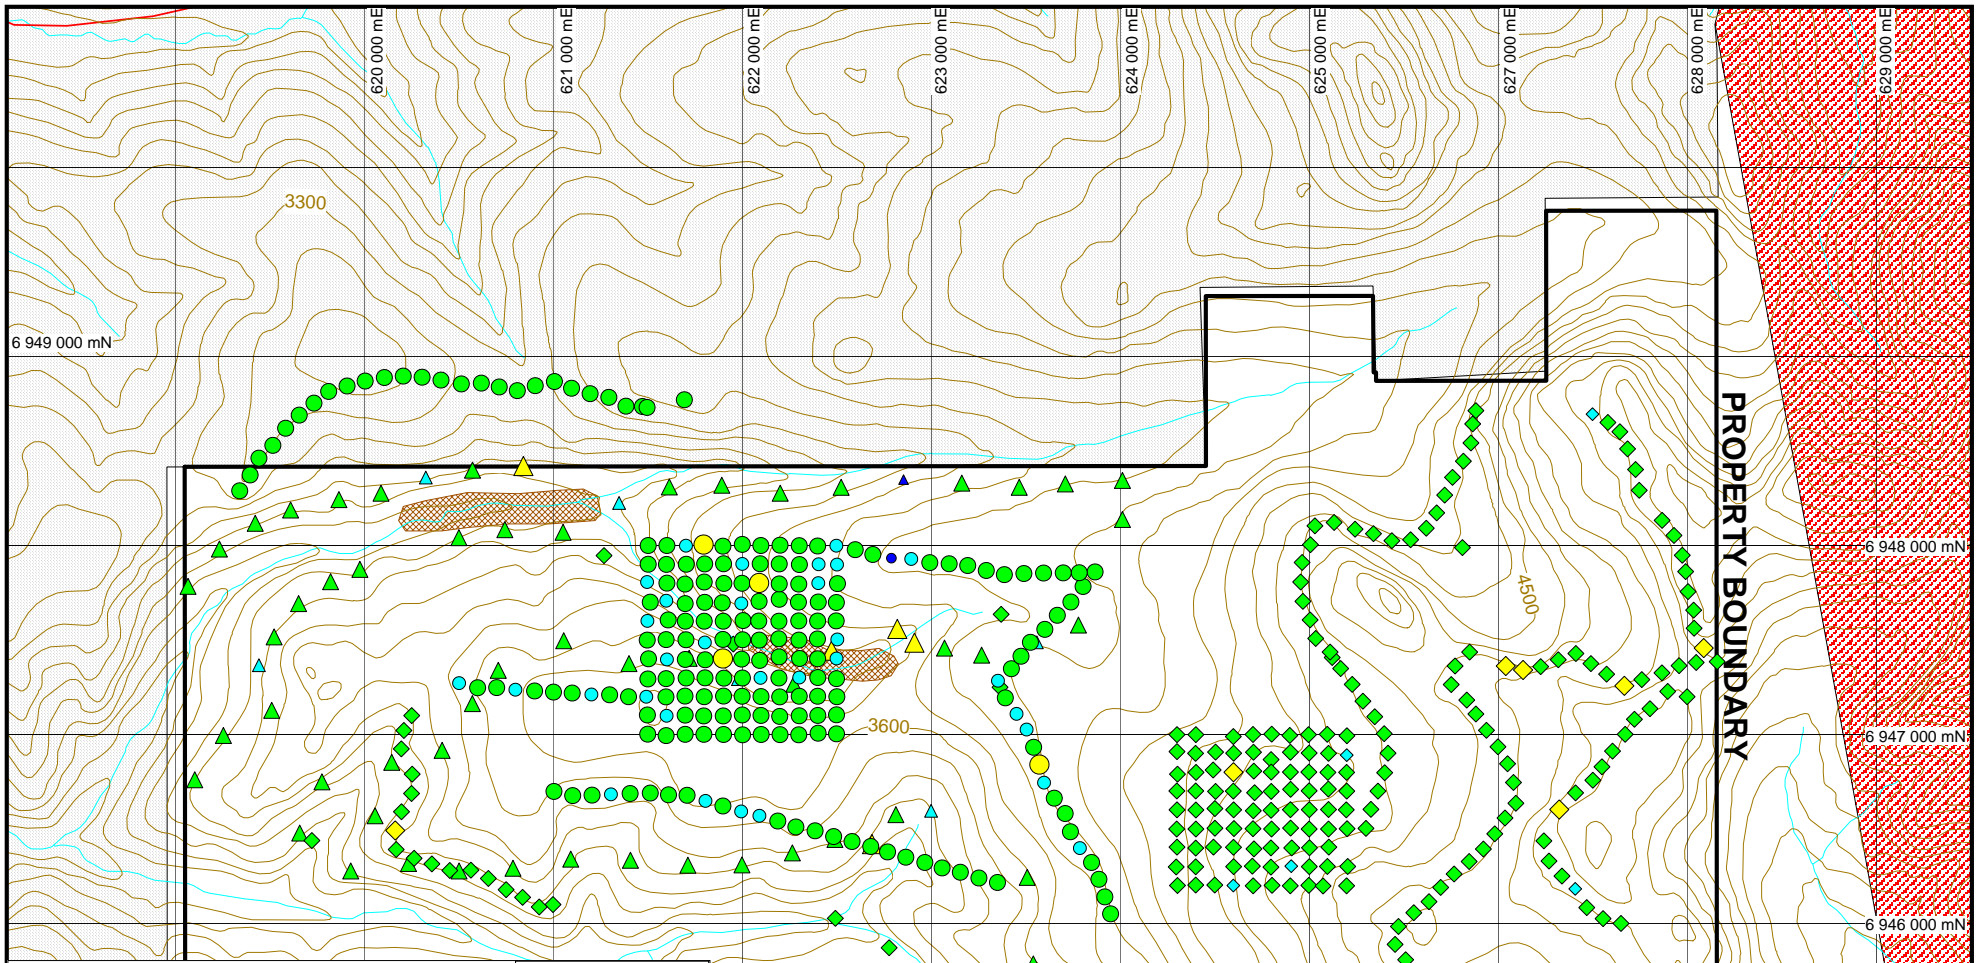 620 000 mE
621 000 mE
622 000 mE
623 000 mE
624 000 mE
625 000 mE
627 000 mE
628 000 mE
629 000 mE
3300
6 949 000 mN
PROPERTY BOUNDARY
6 948 000 mN
4500
3600
6 947 000 mN
6 946 000 mN